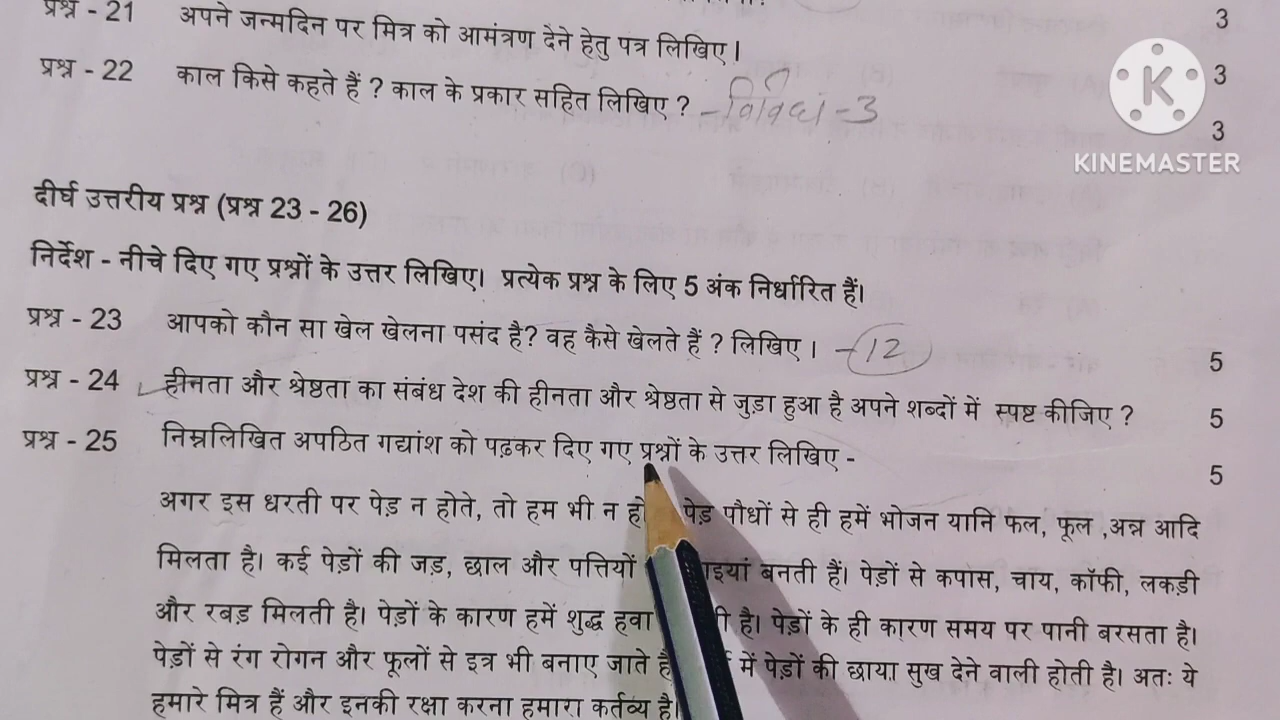 प्रश्न - 21 अपने जन्मदिन पर मित्र को आमंत्रण देने हेतु पत्र लिखिए। 3
प्रश्न - 22 काल किसे कहते हैं ? काल के प्रकार सहित लिखिए ? - 3 3
K
KINEMASTER
3
दीर्घ उत्तरीय प्रश्न (प्रश्न 23 - 26)
निर्देश - नीचे दिए गए प्रश्नों के उत्तर लिखिए। प्रत्येक प्रश्न के लिए 5 अंक निर्धारित हैं।
प्रश्न - 23 आपको कौन सा खेल खेलना पसंद है? वह कैसे खेलते हैं ? लिखिए । - 12 5
प्रश्न - 24 हीनता और श्रेष्ठता का संबंध देश की हीनता और श्रेष्ठता से जुड़ा हुआ है अपने शब्दों में स्पष्ट कीजिए ? 5
प्रश्न - 25 निम्नलिखित अपठित गद्यांश को पढ़कर दिए गए प्रश्नों के उत्तर लिखिए - 5
अगर इस धरती पर पेड़ न होते, तो हम भी न पेड़ पौधों से ही हमें भोजन यानि फल, फूल ,अन्न आदि
मिलता है। कई पेड़ों की जड़, छाल और पत्तियों बनती हैं। पेड़ों से कपास, चाय, कॉफी, लकड़ी
और रबड़ मिलती है। पेड़ों के कारण हमें शुद्ध हवा है। पेड़ों के ही कारण समय पर पानी बरसता है।
पेड़ों से रंग रोगन और फूलों से इत्र भी बनाए जाते में पेड़ों की छाया सुख देने वाली होती है। अतः ये
हमारे मित्र हैं और इनकी रक्षा करना हमारा कर्तव्य है।